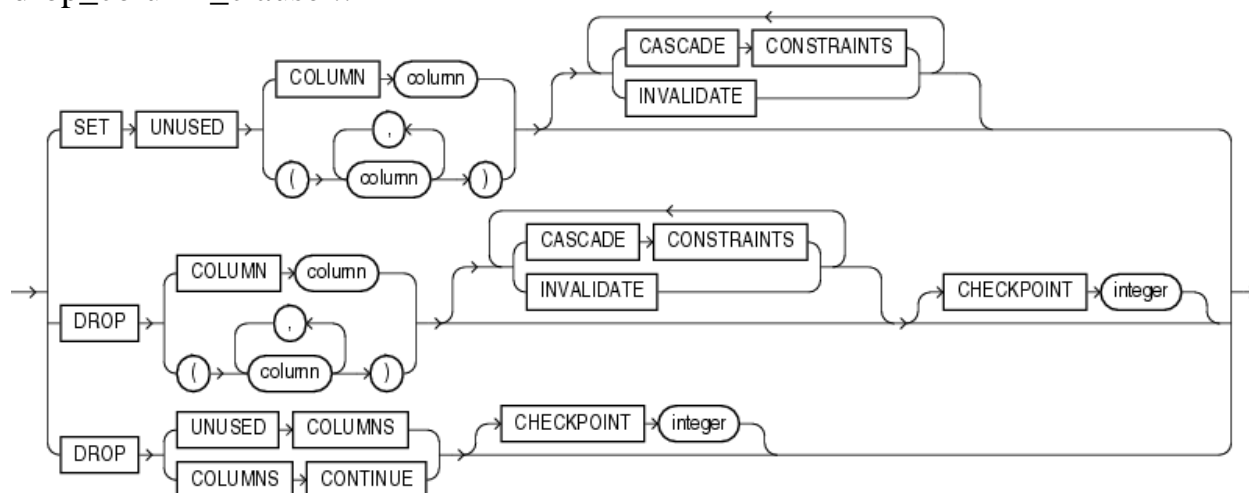 CASCADE CONSTRAINTS
COLUMN column
INVALIDATE
SET UNUSED
,
( column )
CASCADE CONSTRAINTS
COLUMN column
INVALIDATE
CHECKPOINT integer
DROP
,
( column )
UNUSED COLUMNS
CHECKPOINT integer
DROP
COLUMNS CONTINUE